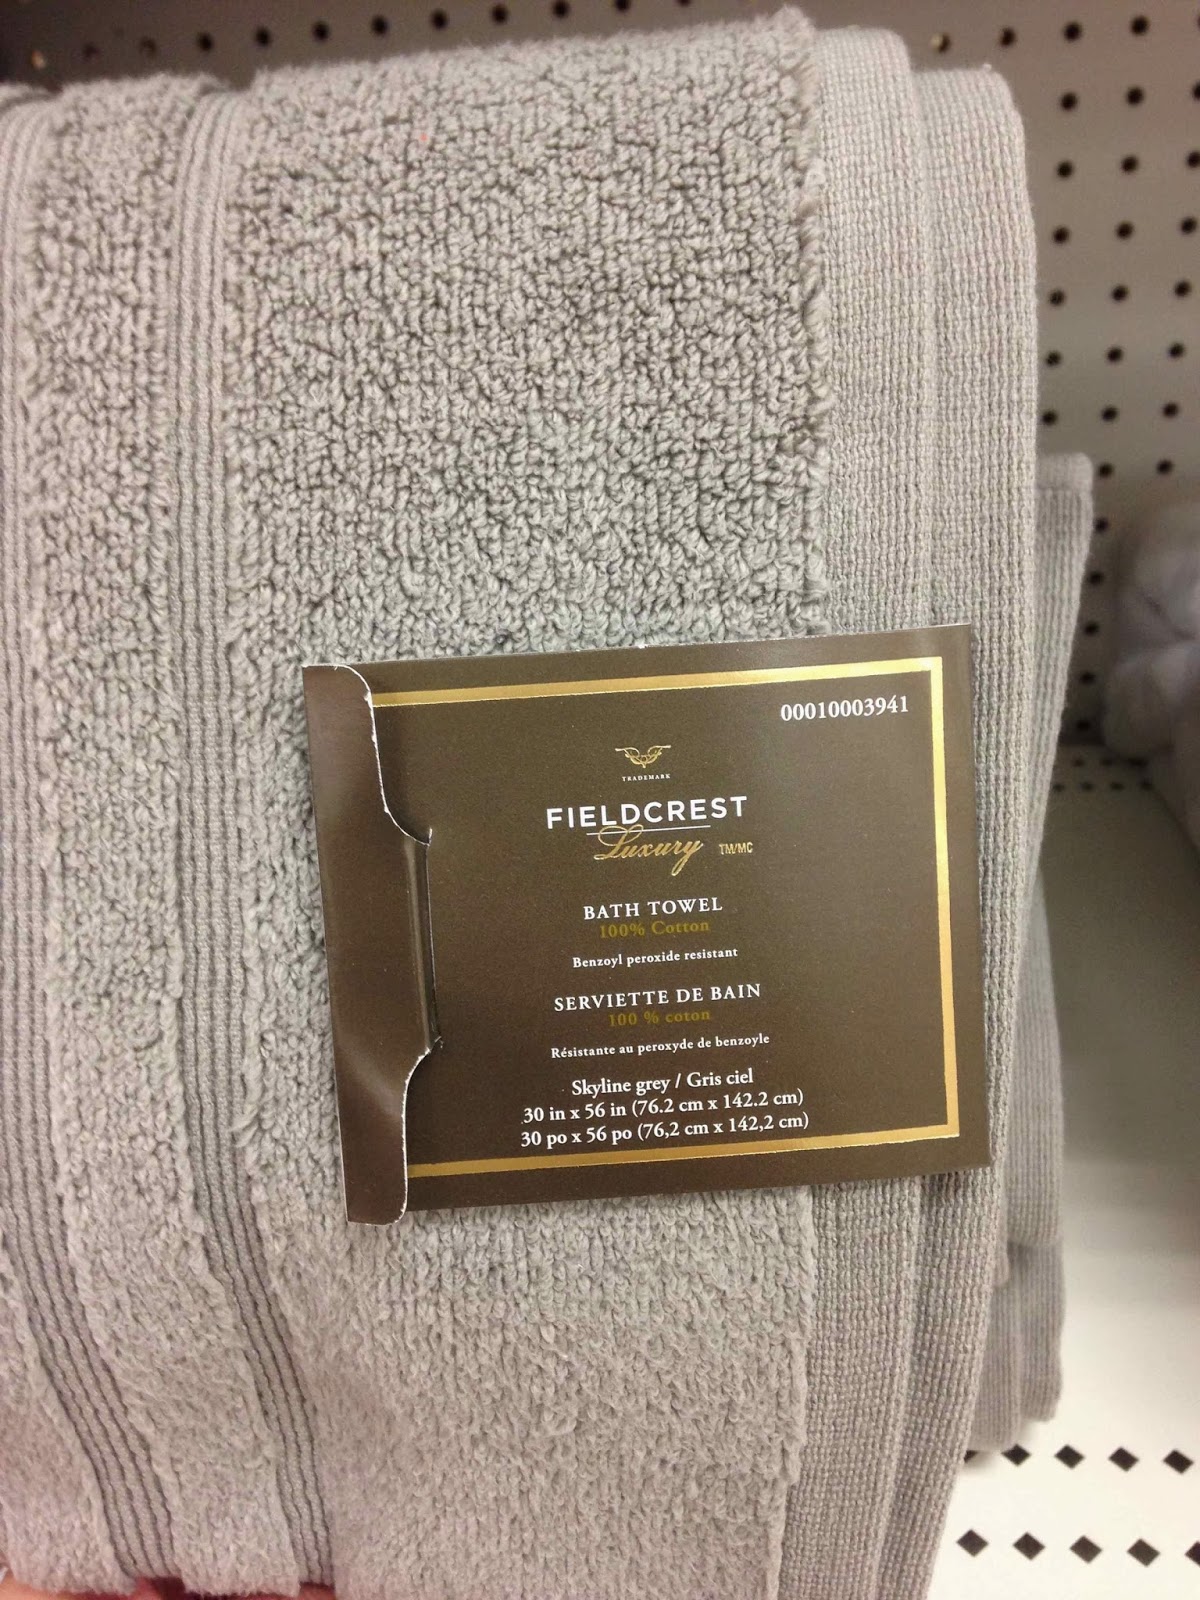 00010003941
TRADEMARK
FIELDCREST
Luxury TM/MC
BATH TOWEL
100% Cotton
Benzoyl peroxide resistant
SERVIETTE DE BAIN
100 % coton
Résistante au peroxyde de benzoyle
Skyline grey / Gris ciel
30 in x 56 in (76.2 cm x 142.2 cm)
30 po x 56 po (76,2 cm x 142,2 cm)